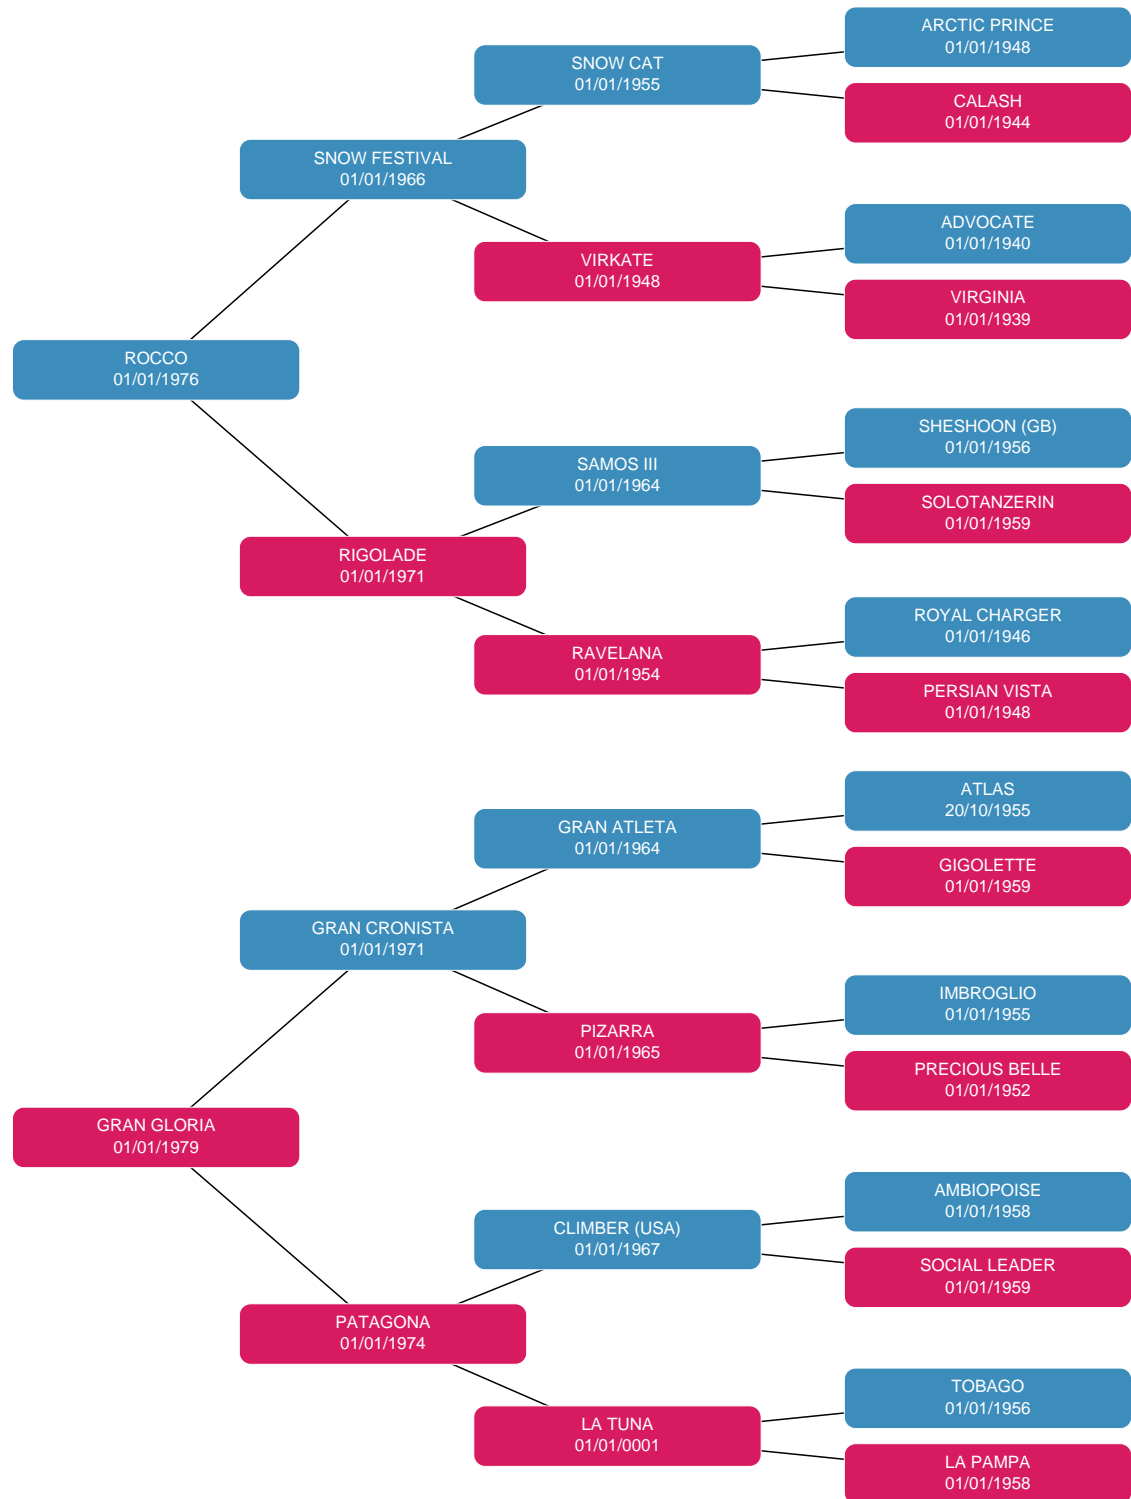 ARCTIC PRINCE
01/01/1948
SNOW CAT
01/01/1955
CALASH
01/01/1944
SNOW FESTIVAL
01/01/1966
ADVOCATE
01/01/1940
VIRKATE
01/01/1948
VIRGINIA
01/01/1939
ROCCO
01/01/1976
SHESHOON (GB)
01/01/1956
SAMOS III
01/01/1964
SOLOTANZERIN
01/01/1959
RIGOLADE
01/01/1971
ROYAL CHARGER
01/01/1946
RAVELANA
01/01/1954
PERSIAN VISTA
01/01/1948
ATLAS
20/10/1955
GRAN ATLETA
01/01/1964
GIGOLETTE
01/01/1959
GRAN CRONISTA
01/01/1971
IMBROGLIO
01/01/1955
PIZARRA
01/01/1965
PRECIOUS BELLE
01/01/1952
GRAN GLORIA
01/01/1979
AMBIOPOISE
01/01/1958
CLIMBER (USA)
01/01/1967
SOCIAL LEADER
01/01/1959
PATAGONA
01/01/1974
TOBAGO
01/01/1956
LA TUNA
01/01/0001
LA PAMPA
01/01/1958